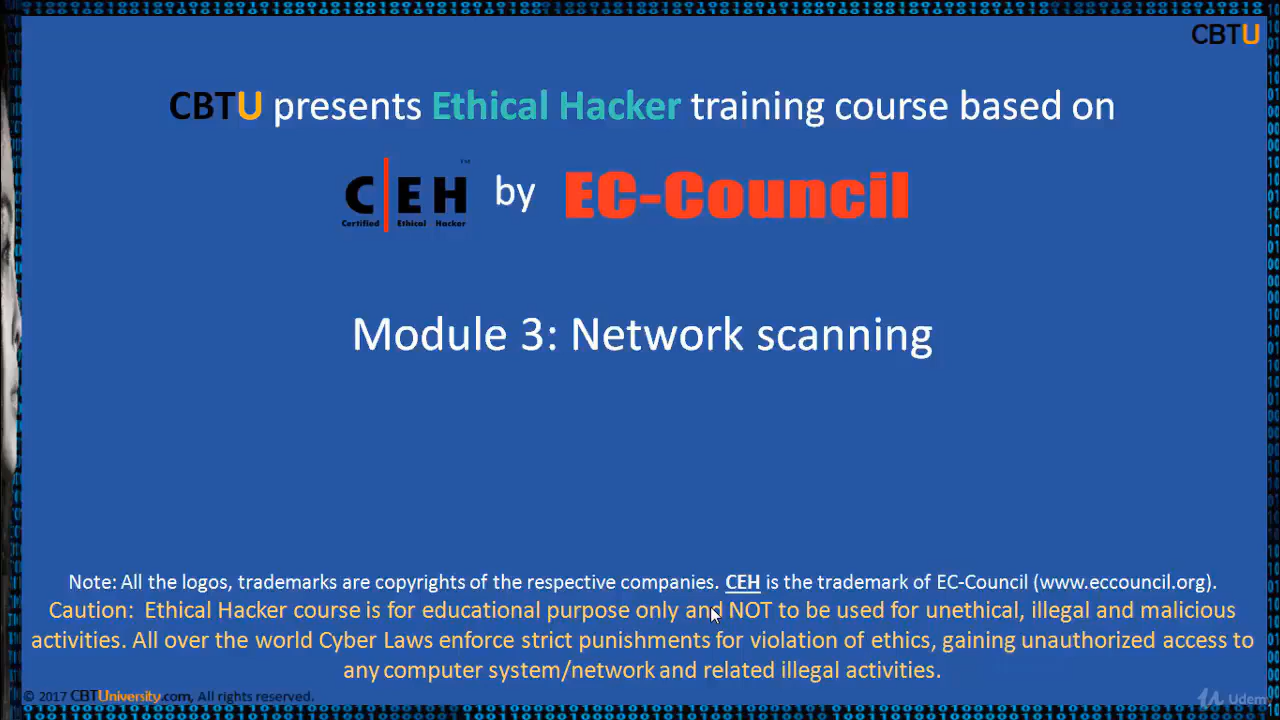 CBTU
CBTU presents Ethical Hacker training course based on
C|EH™ by EC-Council
Certified Ethical Hacker
Module 3: Network scanning
Note: All the logos, trademarks are copyrights of the respective companies. CEH is the trademark of EC-Council (www.eccouncil.org).
Caution: Ethical Hacker course is for educational purpose only and NOT to be used for unethical, illegal and malicious
activities. All over the world Cyber Laws enforce strict punishments for violation of ethics, gaining unauthorized access to
any computer system/network and related illegal activities.
© 2017 CBTUniversity.com, All rights reserved.
Udemy